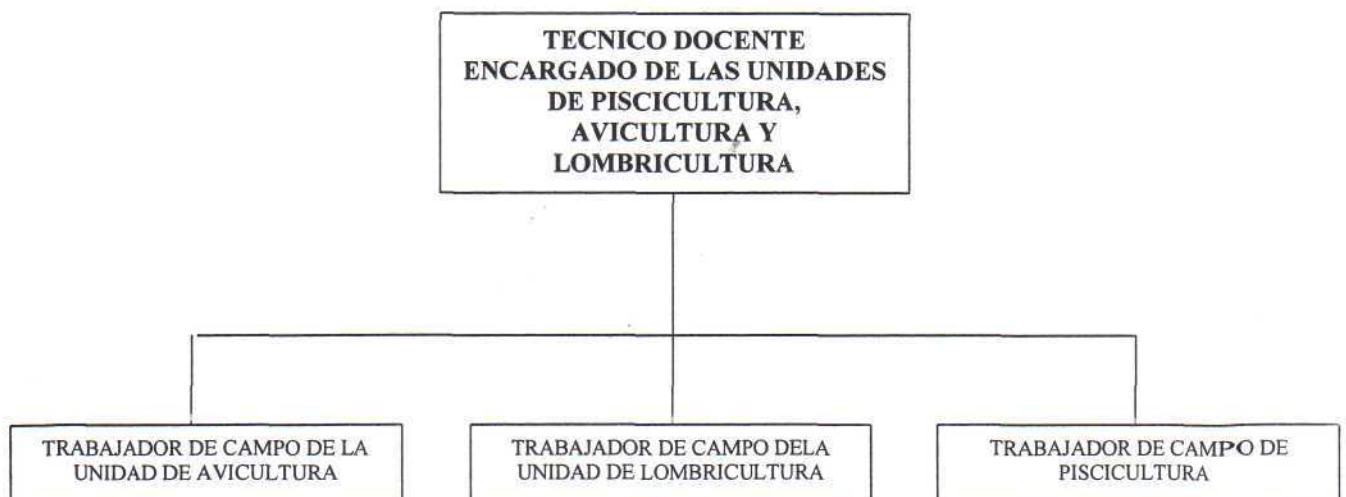 TECNICO DOCENTE
ENCARGADO DE LAS UNIDADES
DE PISCICULTURA,
AVICULTURA Y
LOMBRICULTURA
TRABAJADOR DE CAMPO DE LA
UNIDAD DE AVICULTURA
TRABAJADOR DE CAMPO DELA
UNIDAD DE LOMBRICULTURA
TRABAJADOR DE CAMPO DE
PISCICULTURA